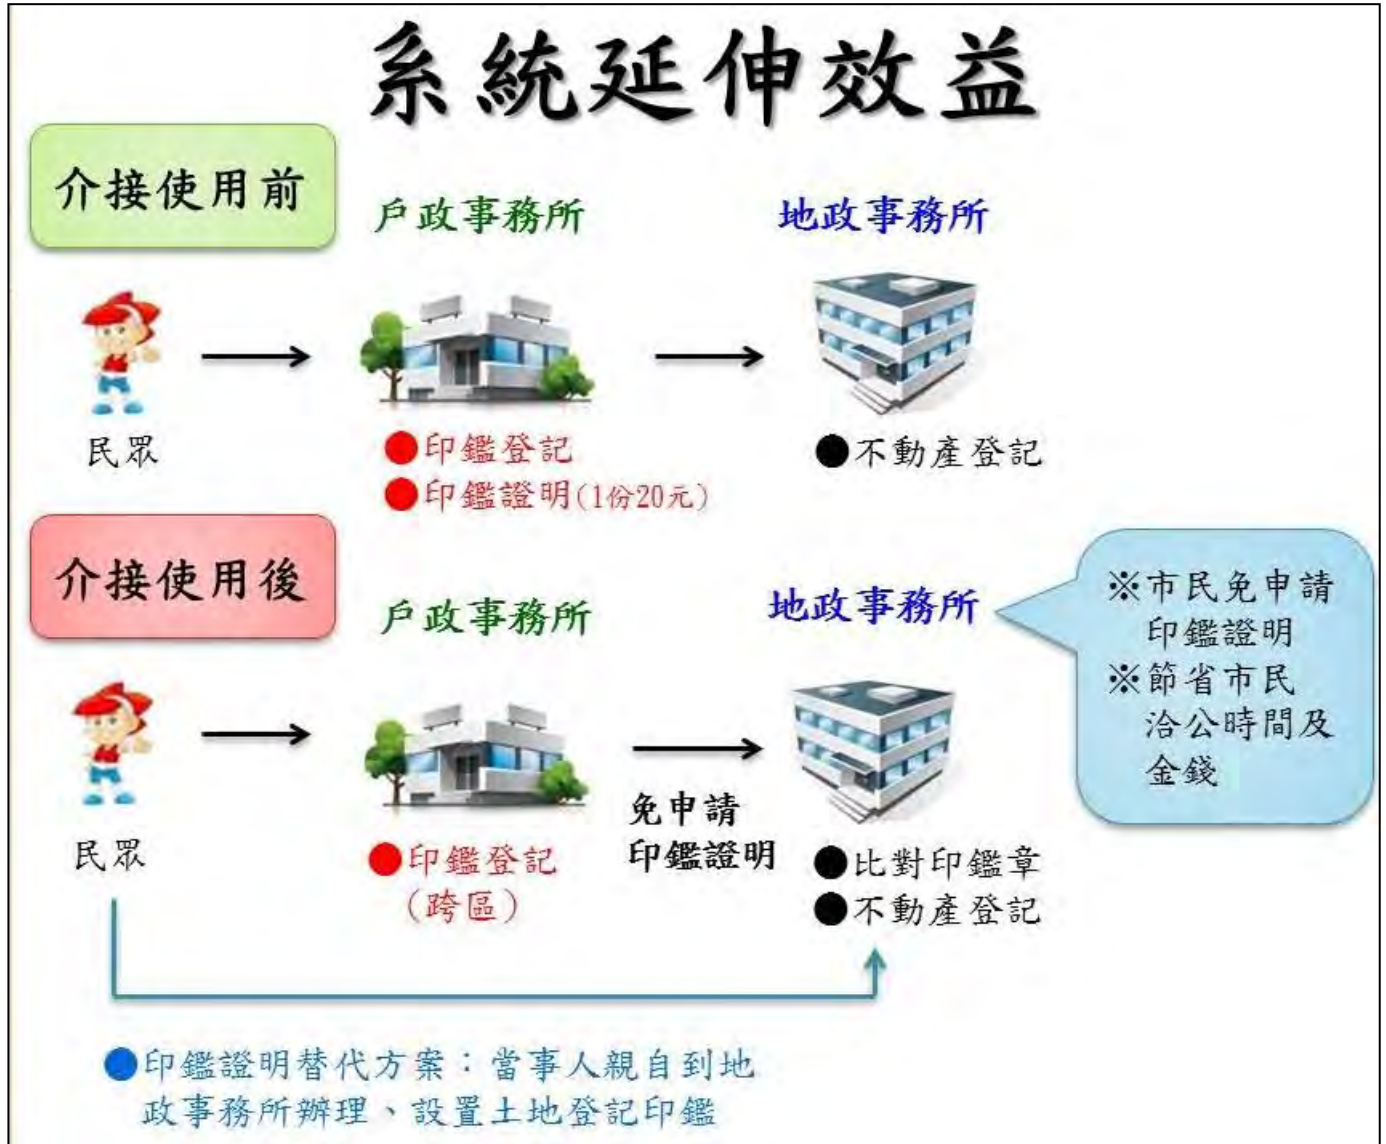 系統延伸效益
介接使用前
戶政事務所
地政事務所
民眾
●印鑑登記
●印鑑證明(1份20元)
●不動產登記
介接使用後
戶政事務所
地政事務所
※市民免申請
印鑑證明
※節省市民
洽公時間及
金錢
民眾
●印鑑登記
(跨區)
免申請
印鑑證明
●比對印鑑章
●不動產登記
●印鑑證明替代方案：當事人親自到地
政事務所辦理、設置土地登記印鑑